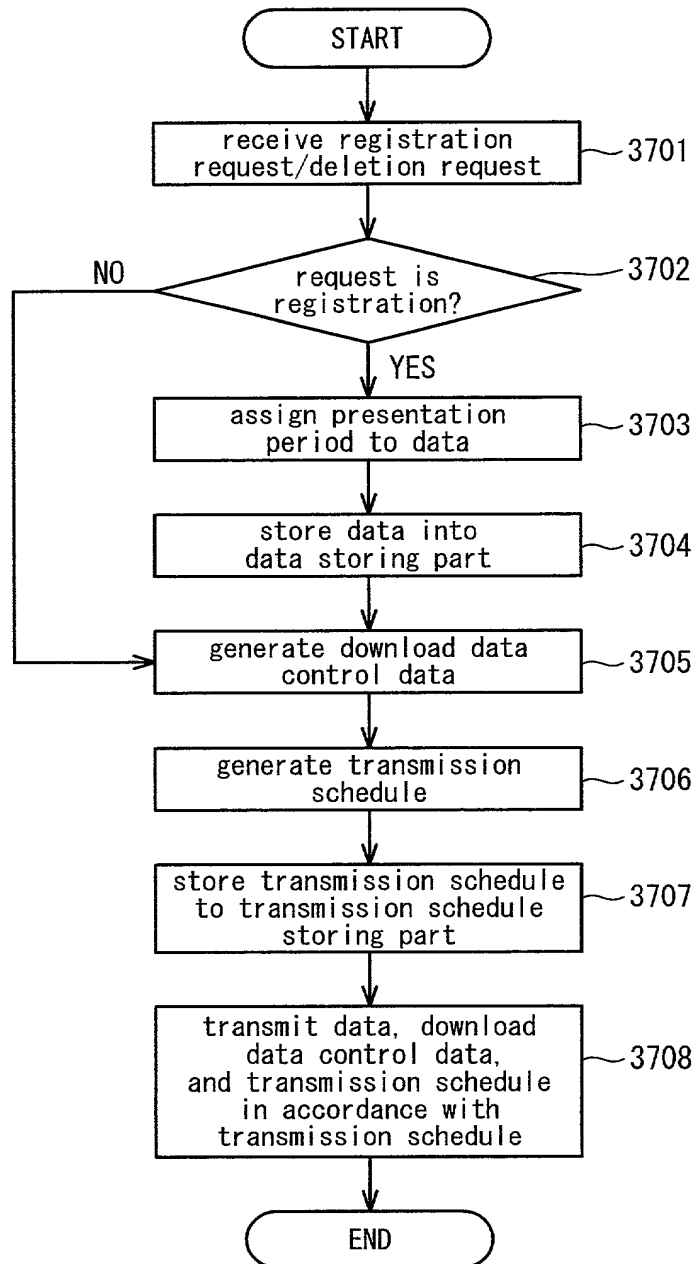 START
receive registration
request/deletion request
3701
request is
registration?
3702
NO
YES
assign presentation
period to data
3703
store data into
data storing part
3704
generate download data
control data
3705
generate transmission
schedule
3706
store transmission schedule
to transmission schedule
storing part
3707
transmit data, download
data control data,
and transmission schedule
in accordance with
transmission schedule
3708
END